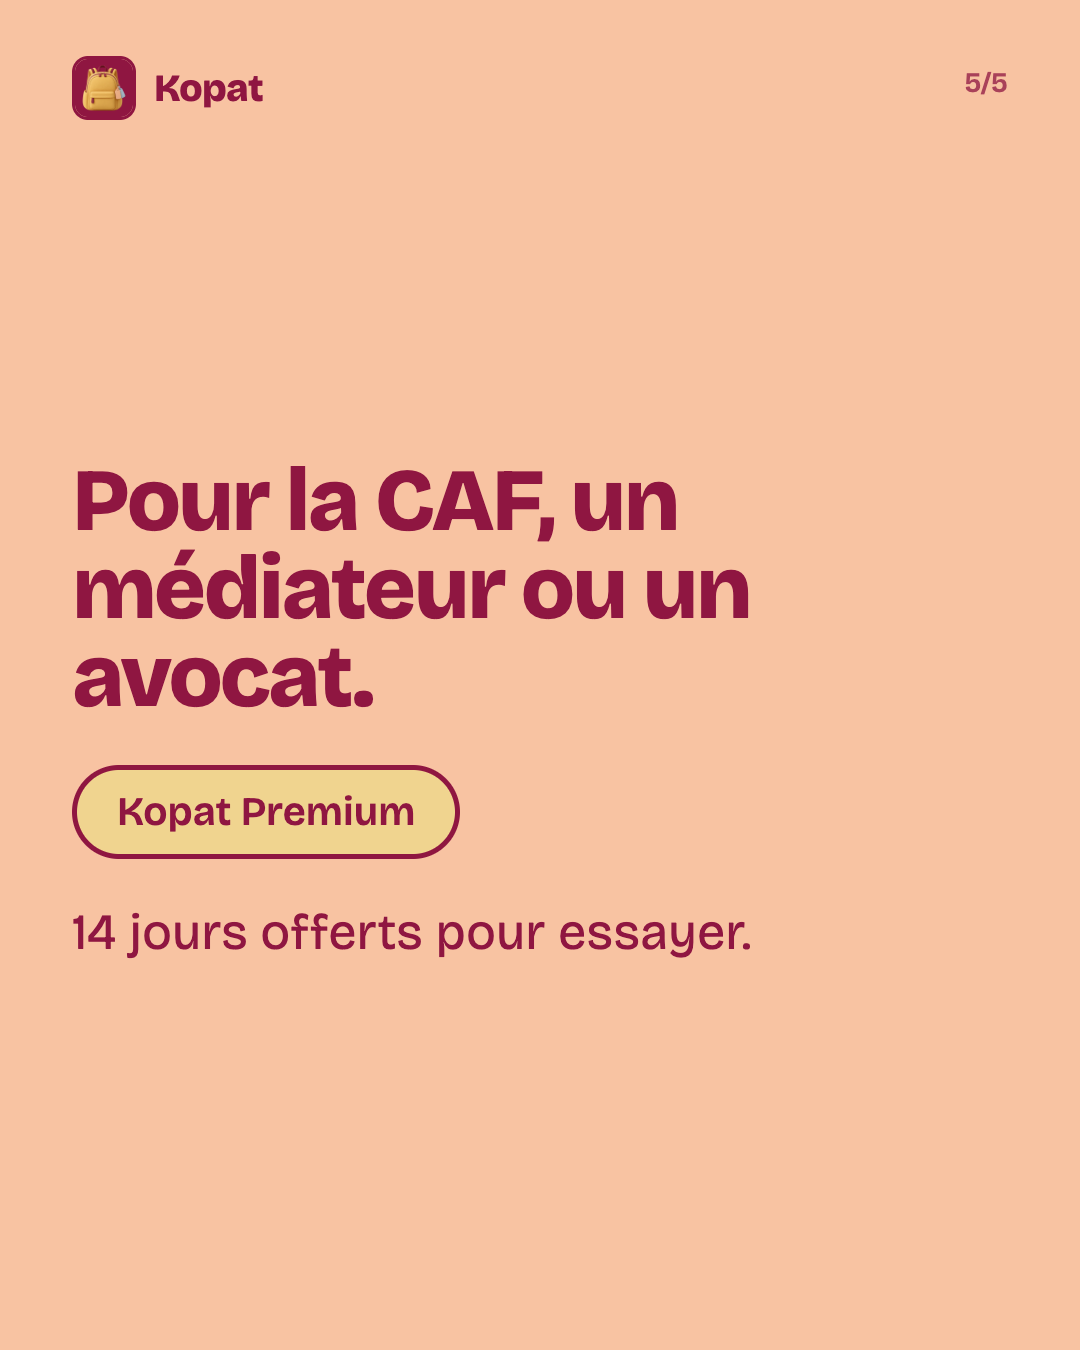 Kopat
5/5
Pour la CAF, un
médiateur ou un
avocat.
Kopat Premium
14 jours offerts pour essayer.